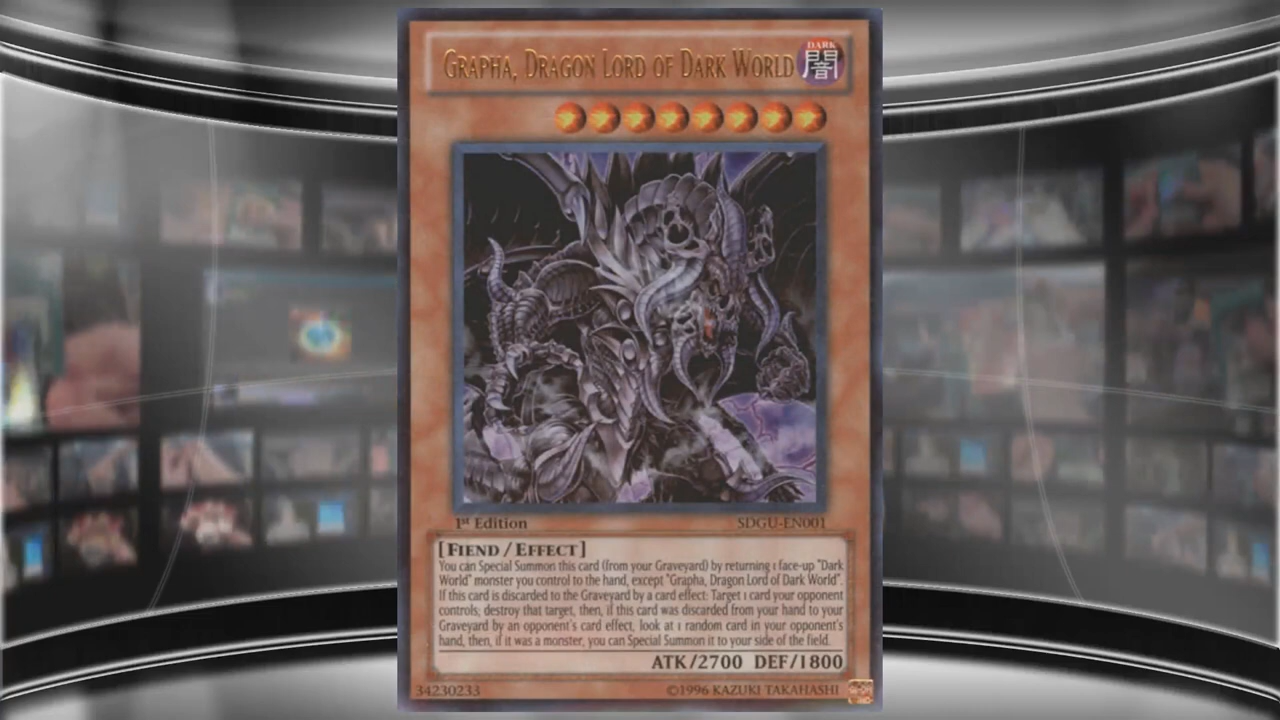 Grapha, Dragon Lord of Dark World
DARK
闇
1st Edition
SDGU-EN001
[Fiend / Effect]
You can Special Summon this card (from your Graveyard) by returning 1 face-up "Dark
World" monster you control to the hand, except "Grapha, Dragon Lord of Dark World".
If this card is discarded to the Graveyard by a card effect: Target 1 card your opponent
controls; destroy that target, then, if this card was discarded from your hand to your
Graveyard by an opponent's card effect, look at 1 random card in your opponent's
hand, then, if it was a monster, you can Special Summon it to your side of the field.
ATK/2700 DEF/1800
34230233
©1996 KAZUKI TAKAHASHI